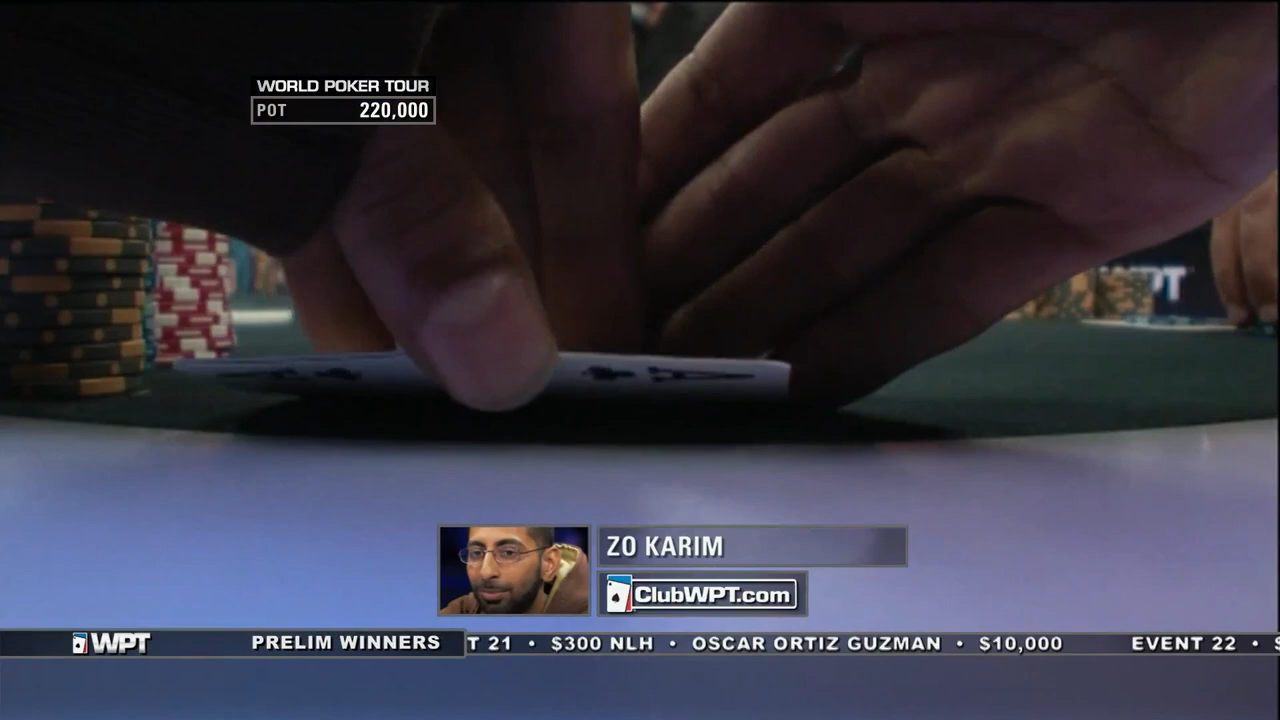 WORLD POKER TOUR
POT 220,000
WPT
A
ZO KARIM
ClubWPT.com
WPT PRELIM WINNERS T 21 • $300 NLH • OSCAR ORTIZ GUZMAN • $10,000 EVENT 22 •